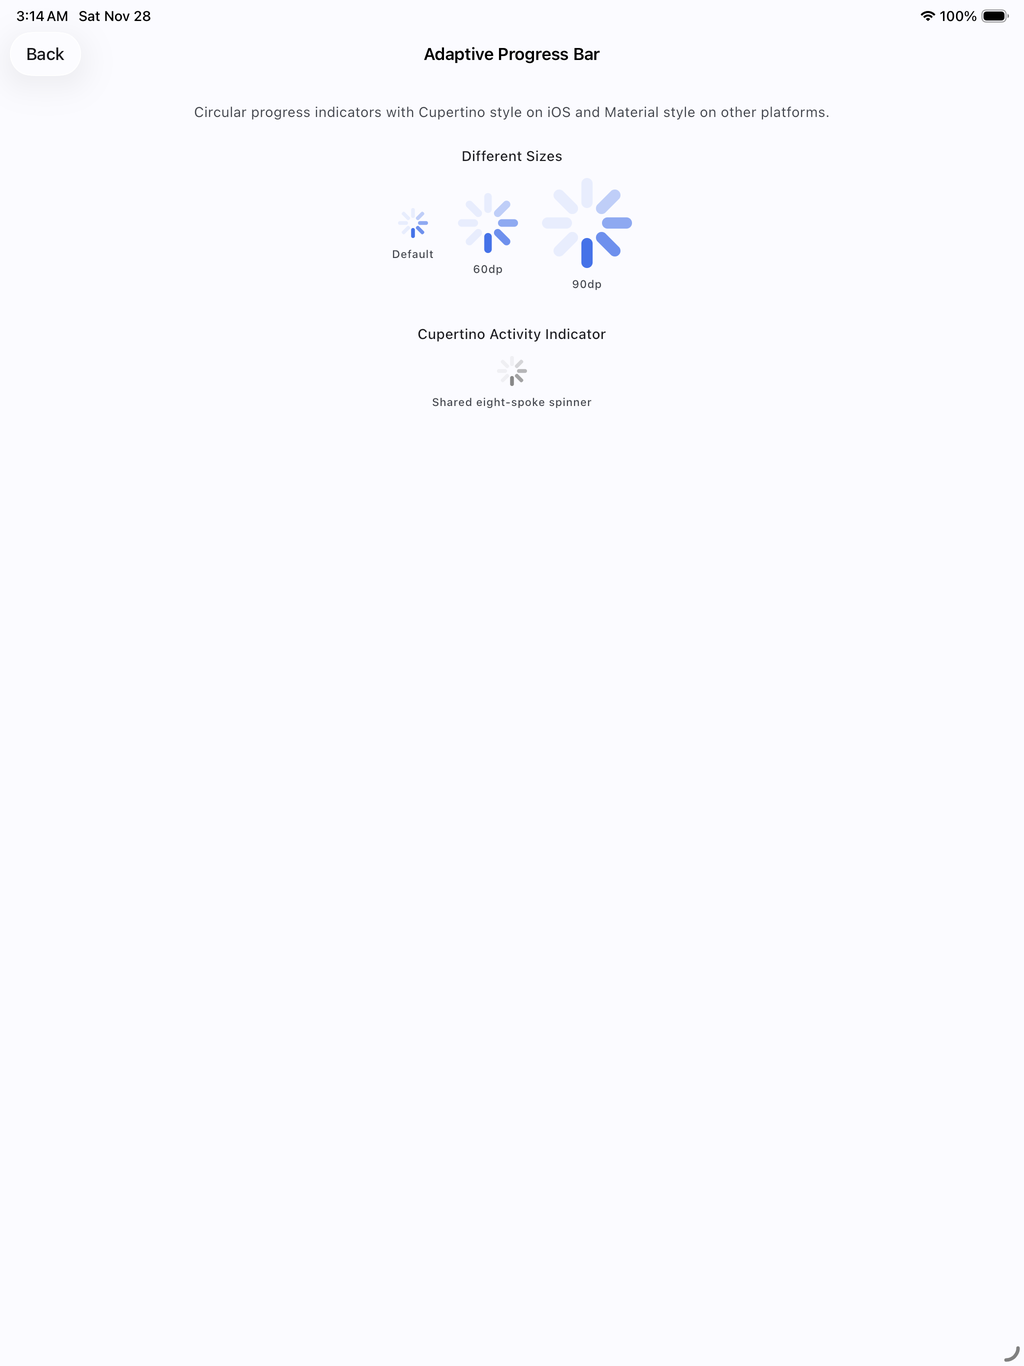 3:14 AM Sat Nov 28
100%
Back
Adaptive Progress Bar
Circular progress indicators with Cupertino style on iOS and Material style on other platforms.
Different Sizes
Default
60dp
90dp
Cupertino Activity Indicator
Shared eight-spoke spinner